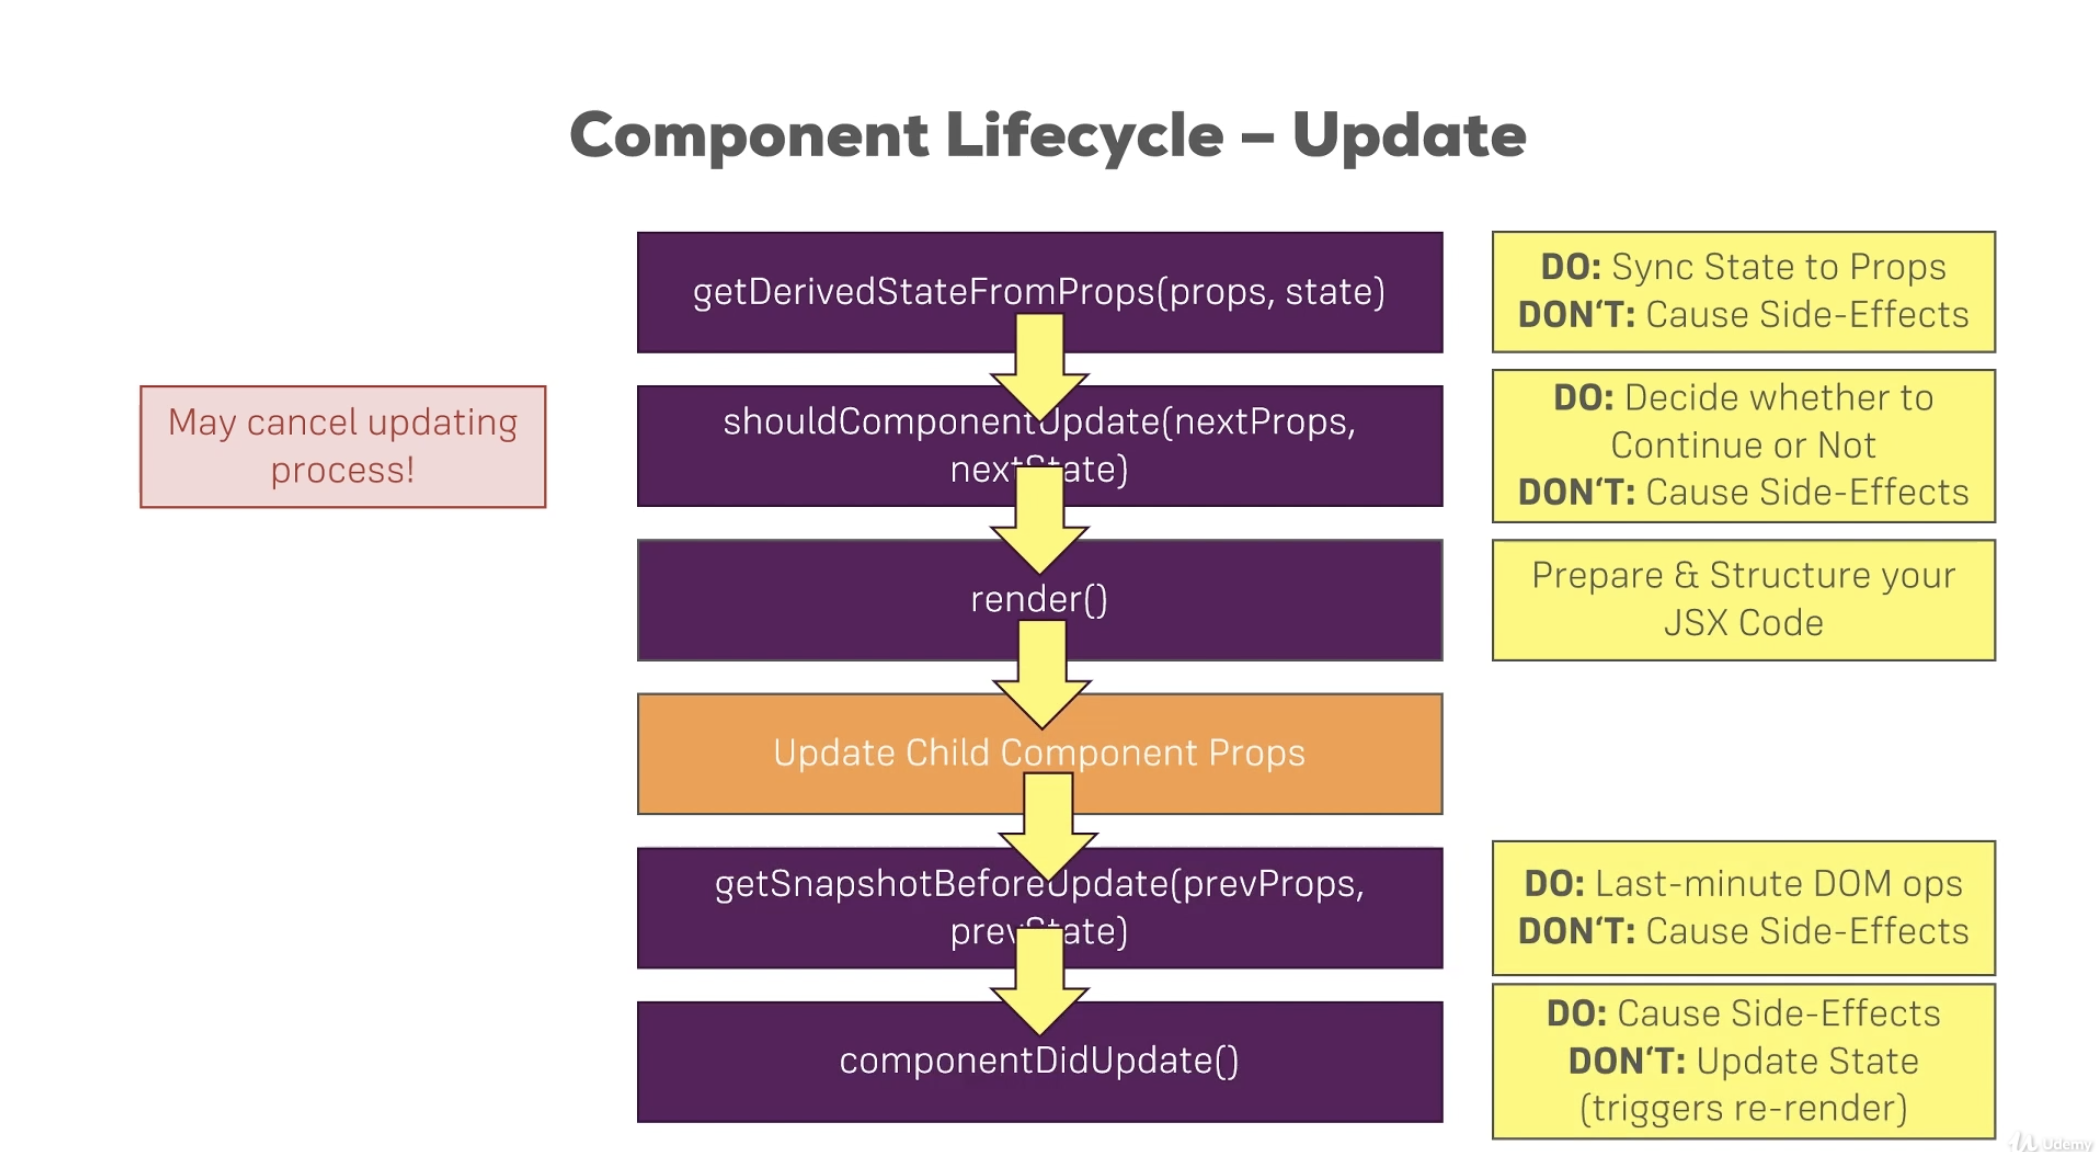 Component Lifecycle – Update
getDerivedStateFromProps(props, state)
DO: Sync State to Props
DON‘T: Cause Side-Effects
May cancel updating
process!
shouldComponentUpdate(nextProps,
nextState)
DO: Decide whether to
Continue or Not
DON‘T: Cause Side-Effects
render()
Prepare & Structure your
JSX Code
Update Child Component Props
getSnapshotBeforeUpdate(prevProps,
prevState)
DO: Last-minute DOM ops
DON‘T: Cause Side-Effects
componentDidUpdate()
DO: Cause Side-Effects
DON‘T: Update State
(triggers re-render)
Udemy